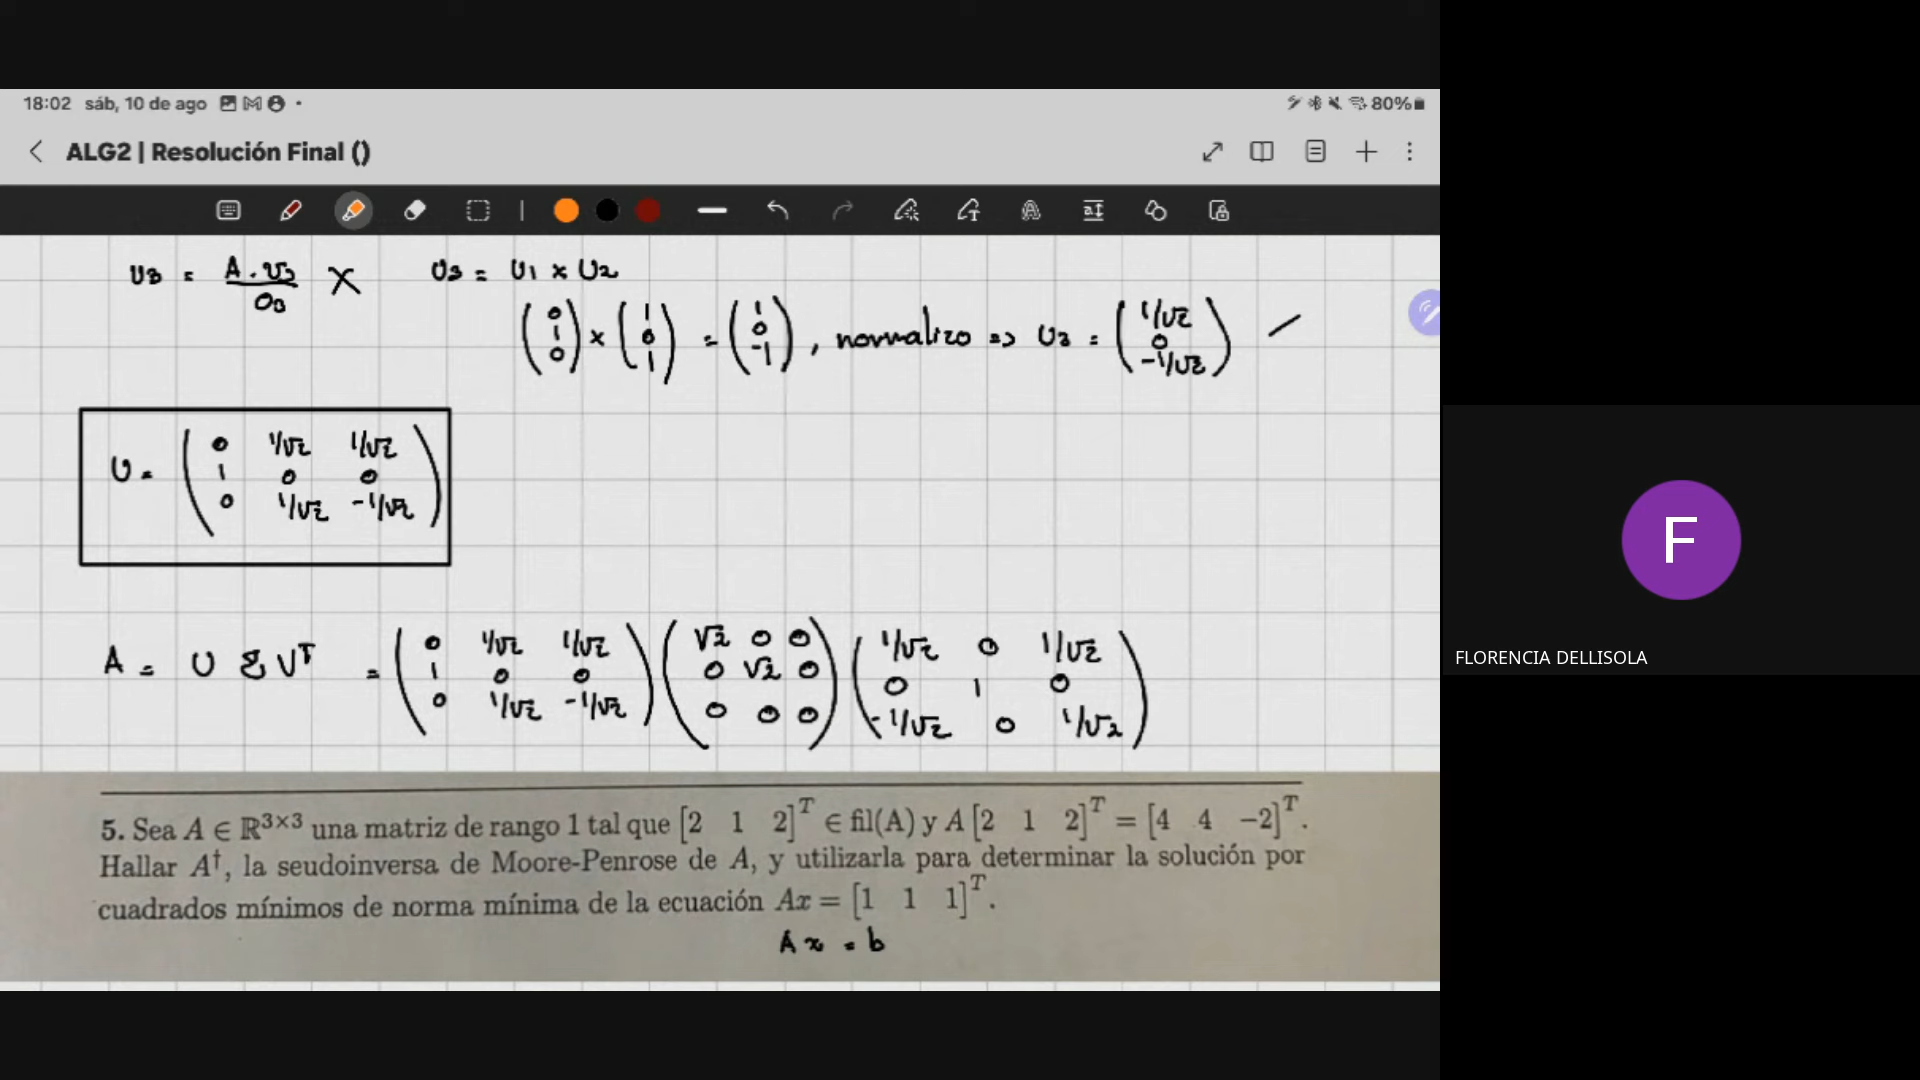 18:02 sáb, 10 de ago 80%
ALG2 | Resolución Final ()
U3 = A . v3 / σ3 X U3 = U1 x U2
(0 1 0) x (1 0 1) = (1 0 -1) , normalizo => U3 = (1/√2 0 -1/√2)
U = (0 1/√2 1/√2
1 0 0
0 1/√2 -1/√2)
A = U Σ V^T = (0 1/√2 1/√2 (√2 0 0 (1/√2 0 1/√2
1 0 0 0 √2 0 0 1 0
0 1/√2 -1/√2) 0 0 0) -1/√2 0 1/√2)
5. Sea A ∈ ℝ^{3×3} una matriz de rango 1 tal que [2 1 2]^T ∈ fil(A) y A [2 1 2]^T = [4 4 −2]^T.
Hallar A†, la seudoinversa de Moore-Penrose de A, y utilizarla para determinar la solución por
cuadrados mínimos de norma mínima de la ecuación Ax = [1 1 1]^T.
A x = b
F
FLORENCIA DELLISOLA